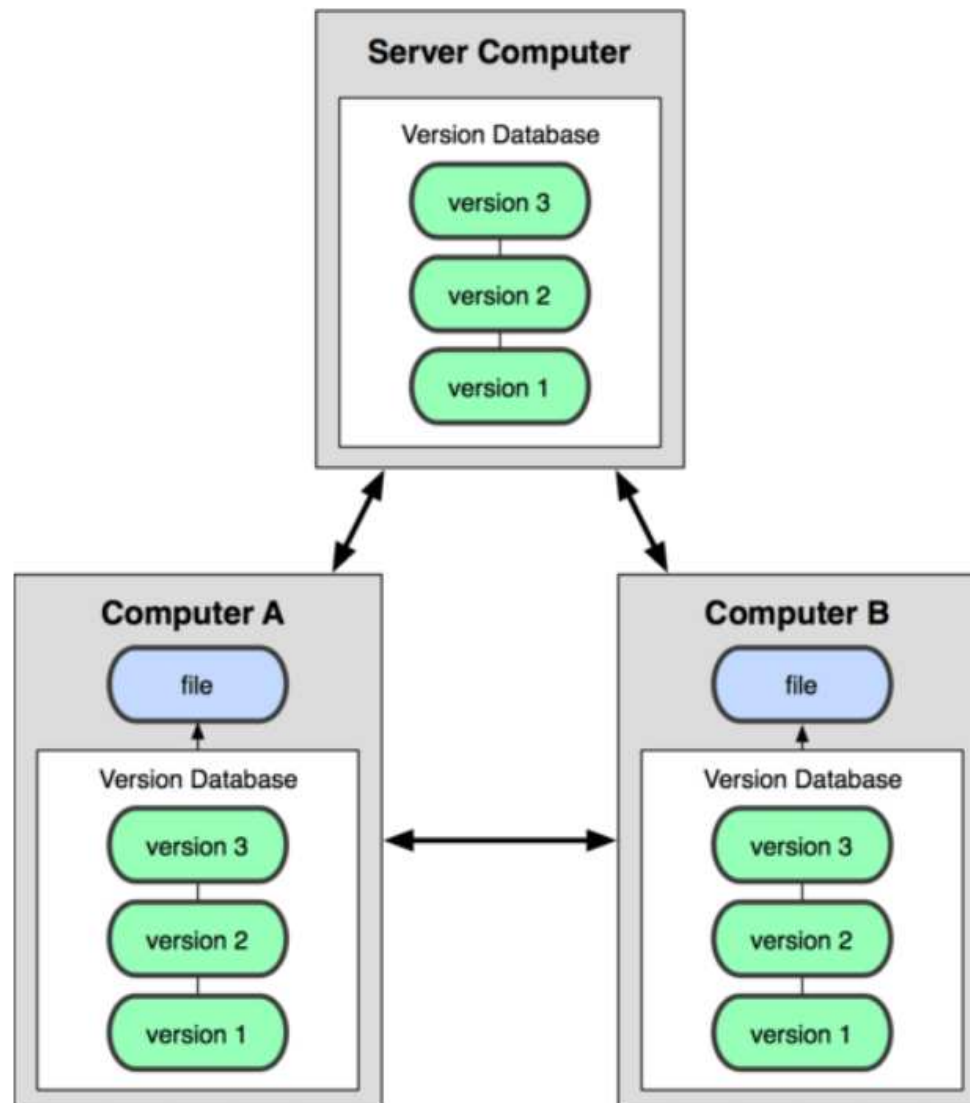 Server Computer
Version Database
version 3
version 2
version 1
Computer A
file
Version Database
version 3
version 2
version 1
Computer B
file
Version Database
version 3
version 2
version 1